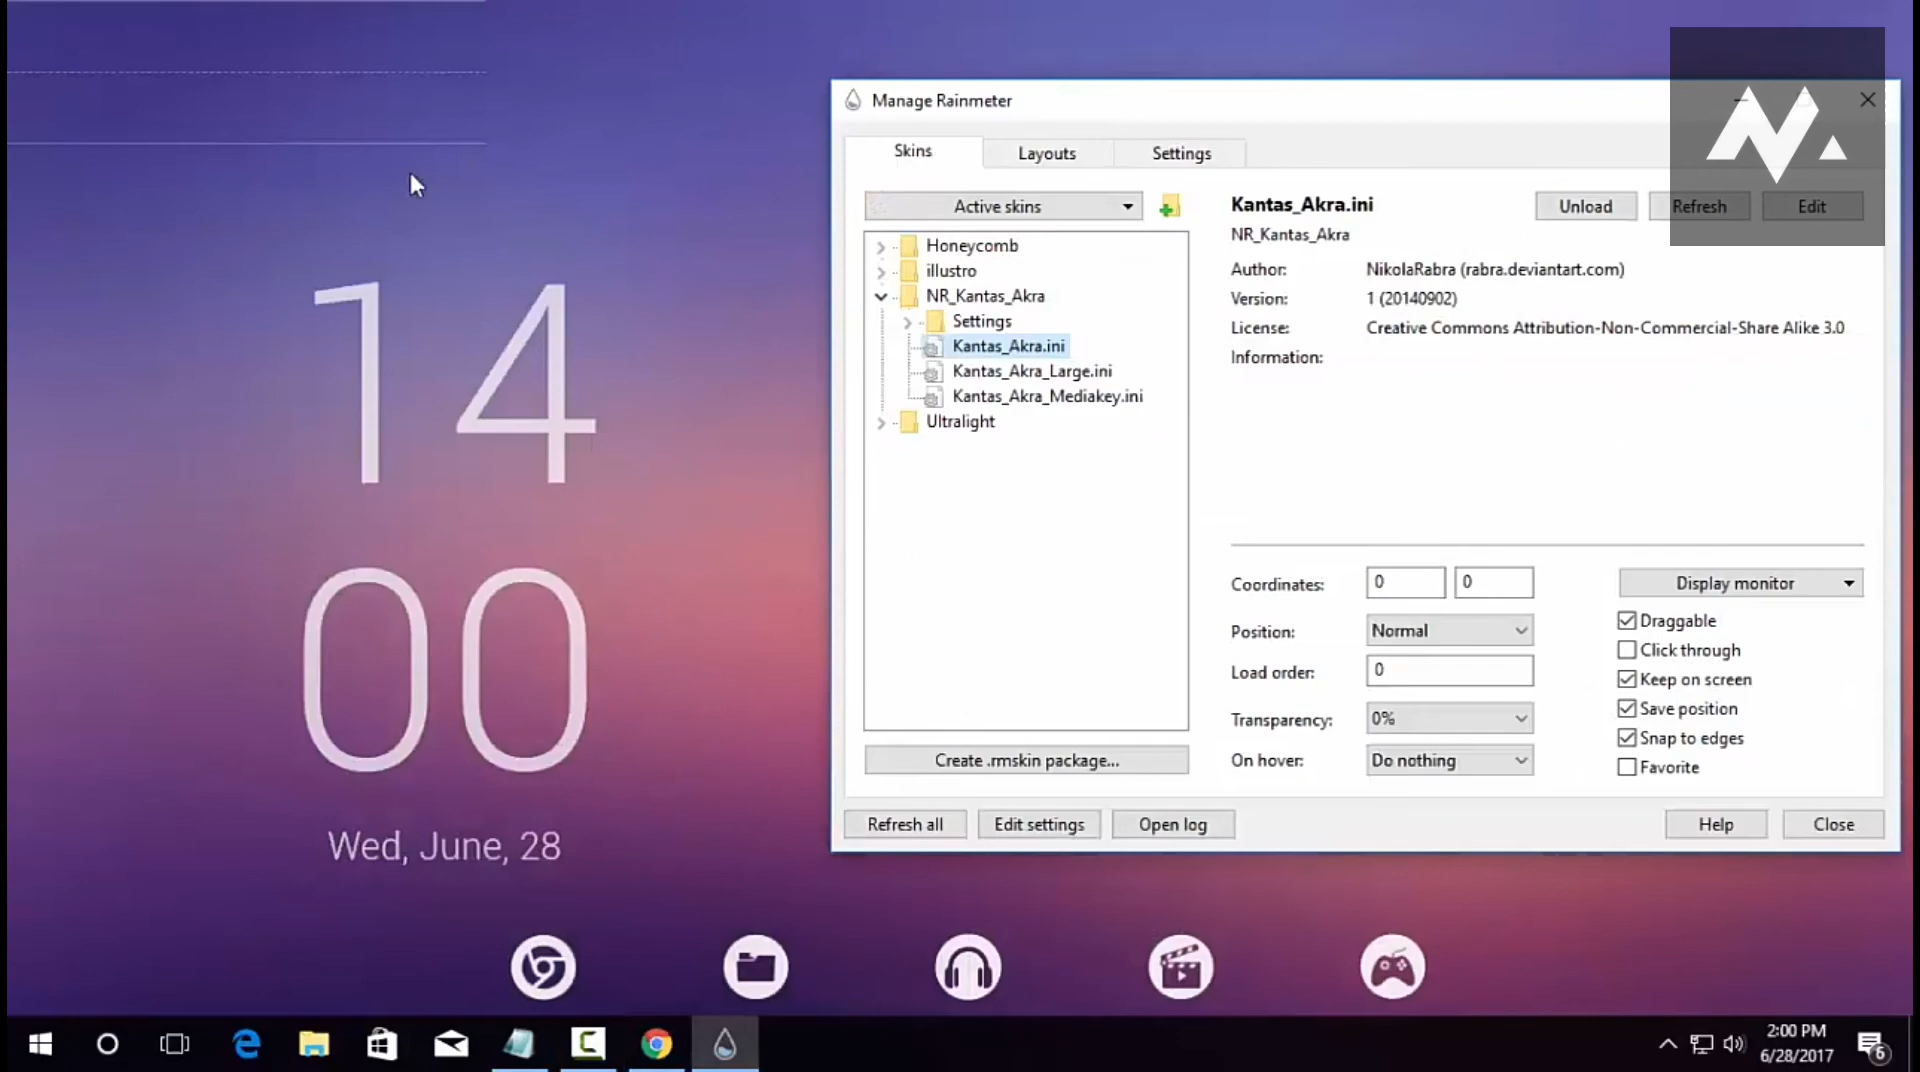 Manage Rainmeter
Skins
Layouts
Settings
Active skins
Honeycomb
illustro
NR_Kantas_Akra
Settings
Kantas_Akra.ini
Kantas_Akra_Large.ini
Kantas_Akra_Mediakey.ini
Ultralight
Create .rmskin package...
Kantas_Akra.ini
Unload
Refresh
Edit
NR_Kantas_Akra
Author: NikolaRabra (rabra.deviantart.com)
Version: 1 (20140902)
License: Creative Commons Attribution-Non-Commercial-Share Alike 3.0
Information:
Coordinates: 0 0
Position: Normal
Load order: 0
Transparency: 0%
On hover: Do nothing
Display monitor
Draggable
Click through
Keep on screen
Save position
Snap to edges
Favorite
Refresh all
Edit settings
Open log
Help
Close
14
00
Wed, June, 28
2:00 PM
6/28/2017
6